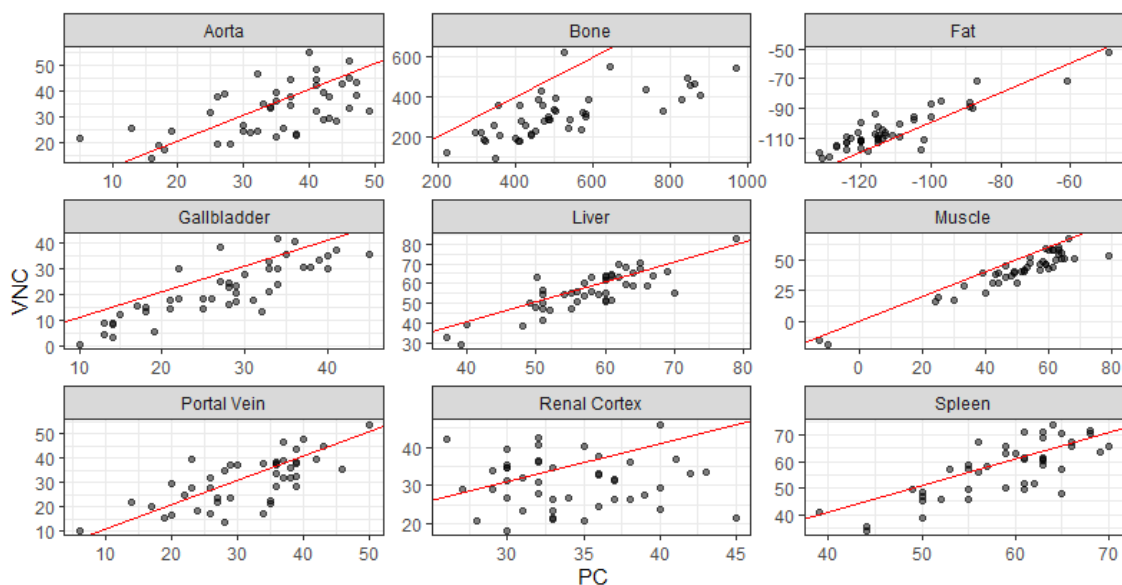 Aorta Bone Fat
50 40 30 20
600 400 200 0
-50 -70 -90 -110
10 20 30 40 50
200 400 600 800 1000
-120 -100 -80 -60
Gallbladder Liver Muscle
40 30 20 10 0
80 70 60 50 40 30
50 25 0
10 20 30 40
40 50 60 70 80
0 20 40 60 80
Portal Vein Renal Cortex Spleen
50 40 30 20 10
40 30 20
70 60 50 40
10 20 30 40 50
30 35 40 45
40 50 60 70
VNC
PC